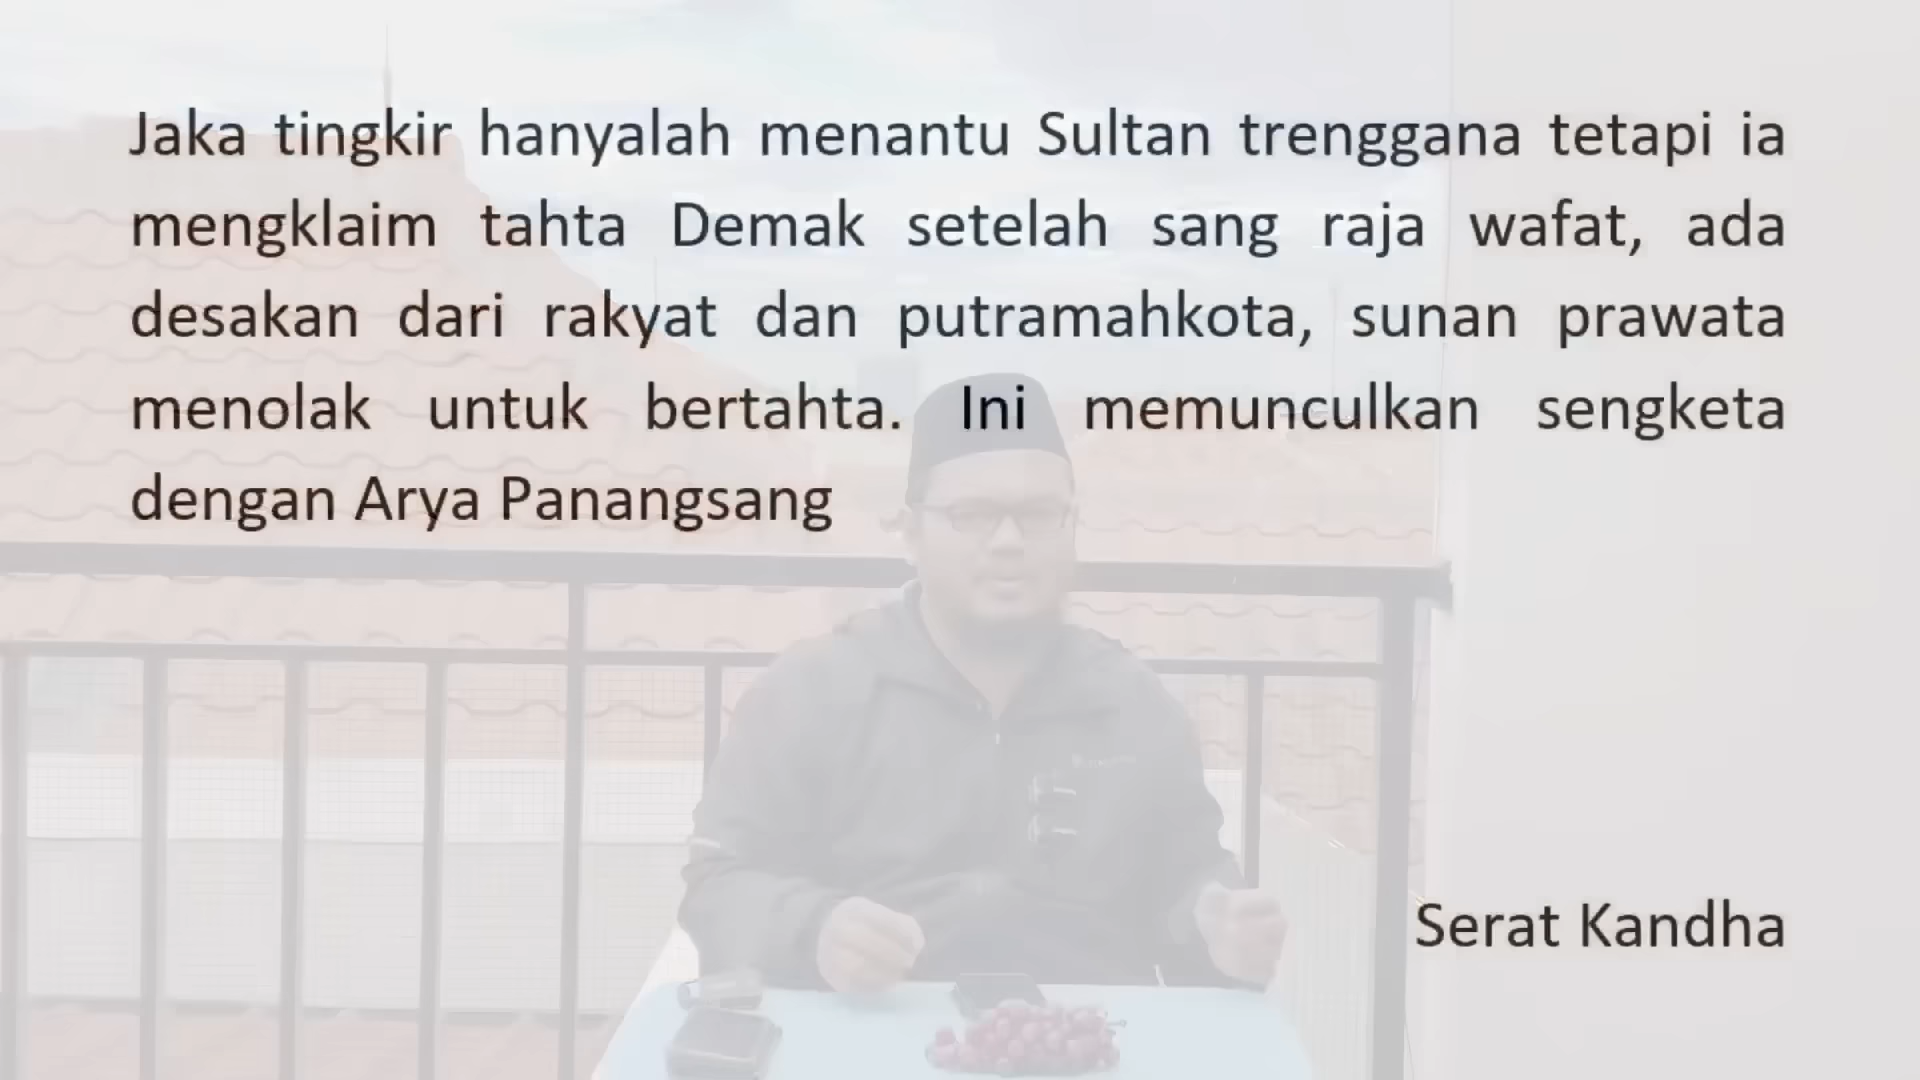 Jaka tingkir hanyalah menantu Sultan trenggana tetapi ia
mengklaim tahta Demak setelah sang raja wafat, ada
desakan dari rakyat dan putramahkota, sunan prawata
menolak untuk bertahta. Ini memunculkan sengketa
dengan Arya Panangsang
Serat Kandha